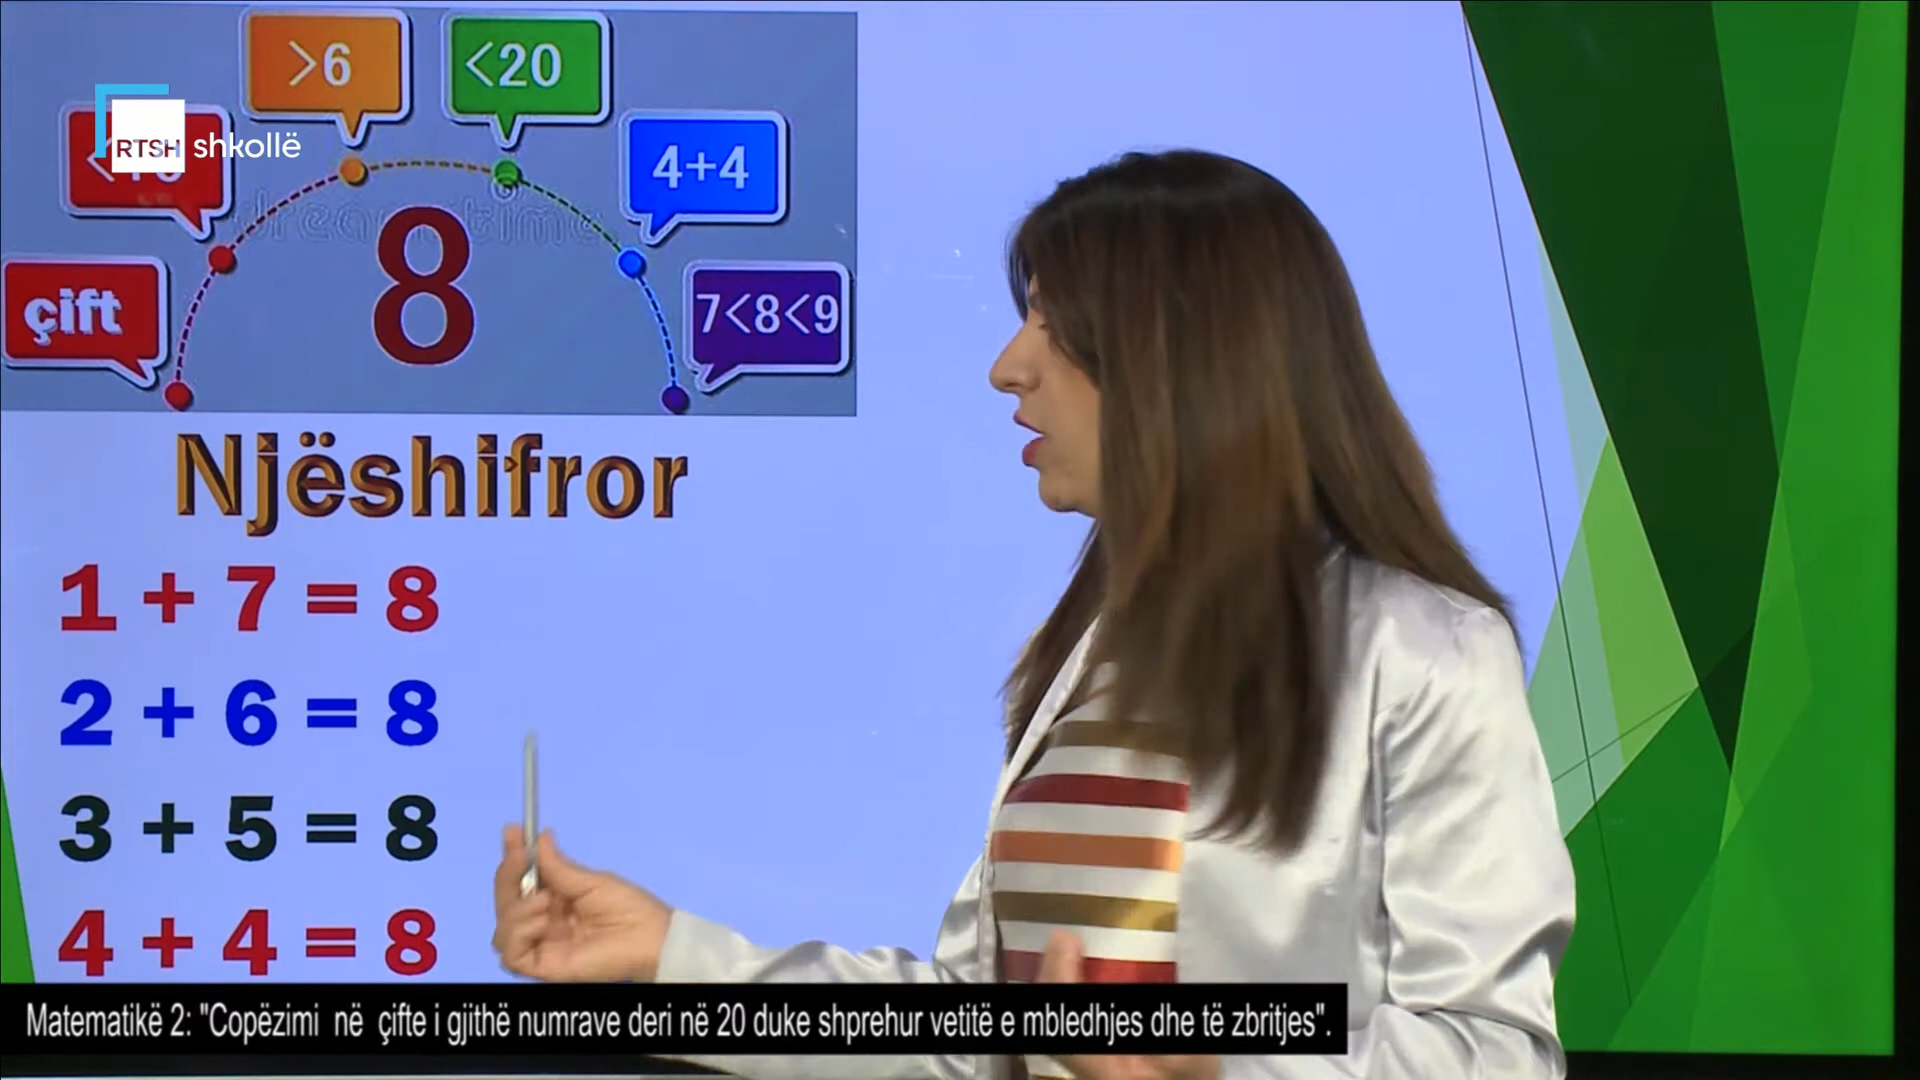 >6
<20
RTSH shkollë
4+4
çift
8
7<8<9
Njëshifror
1 + 7 = 8
2 + 6 = 8
3 + 5 = 8
4 + 4 = 8
Matematikë 2: "Copëzimi në çifte i gjithë numrave deri në 20 duke shprehur vetitë e mbledhjes dhe të zbritjes".